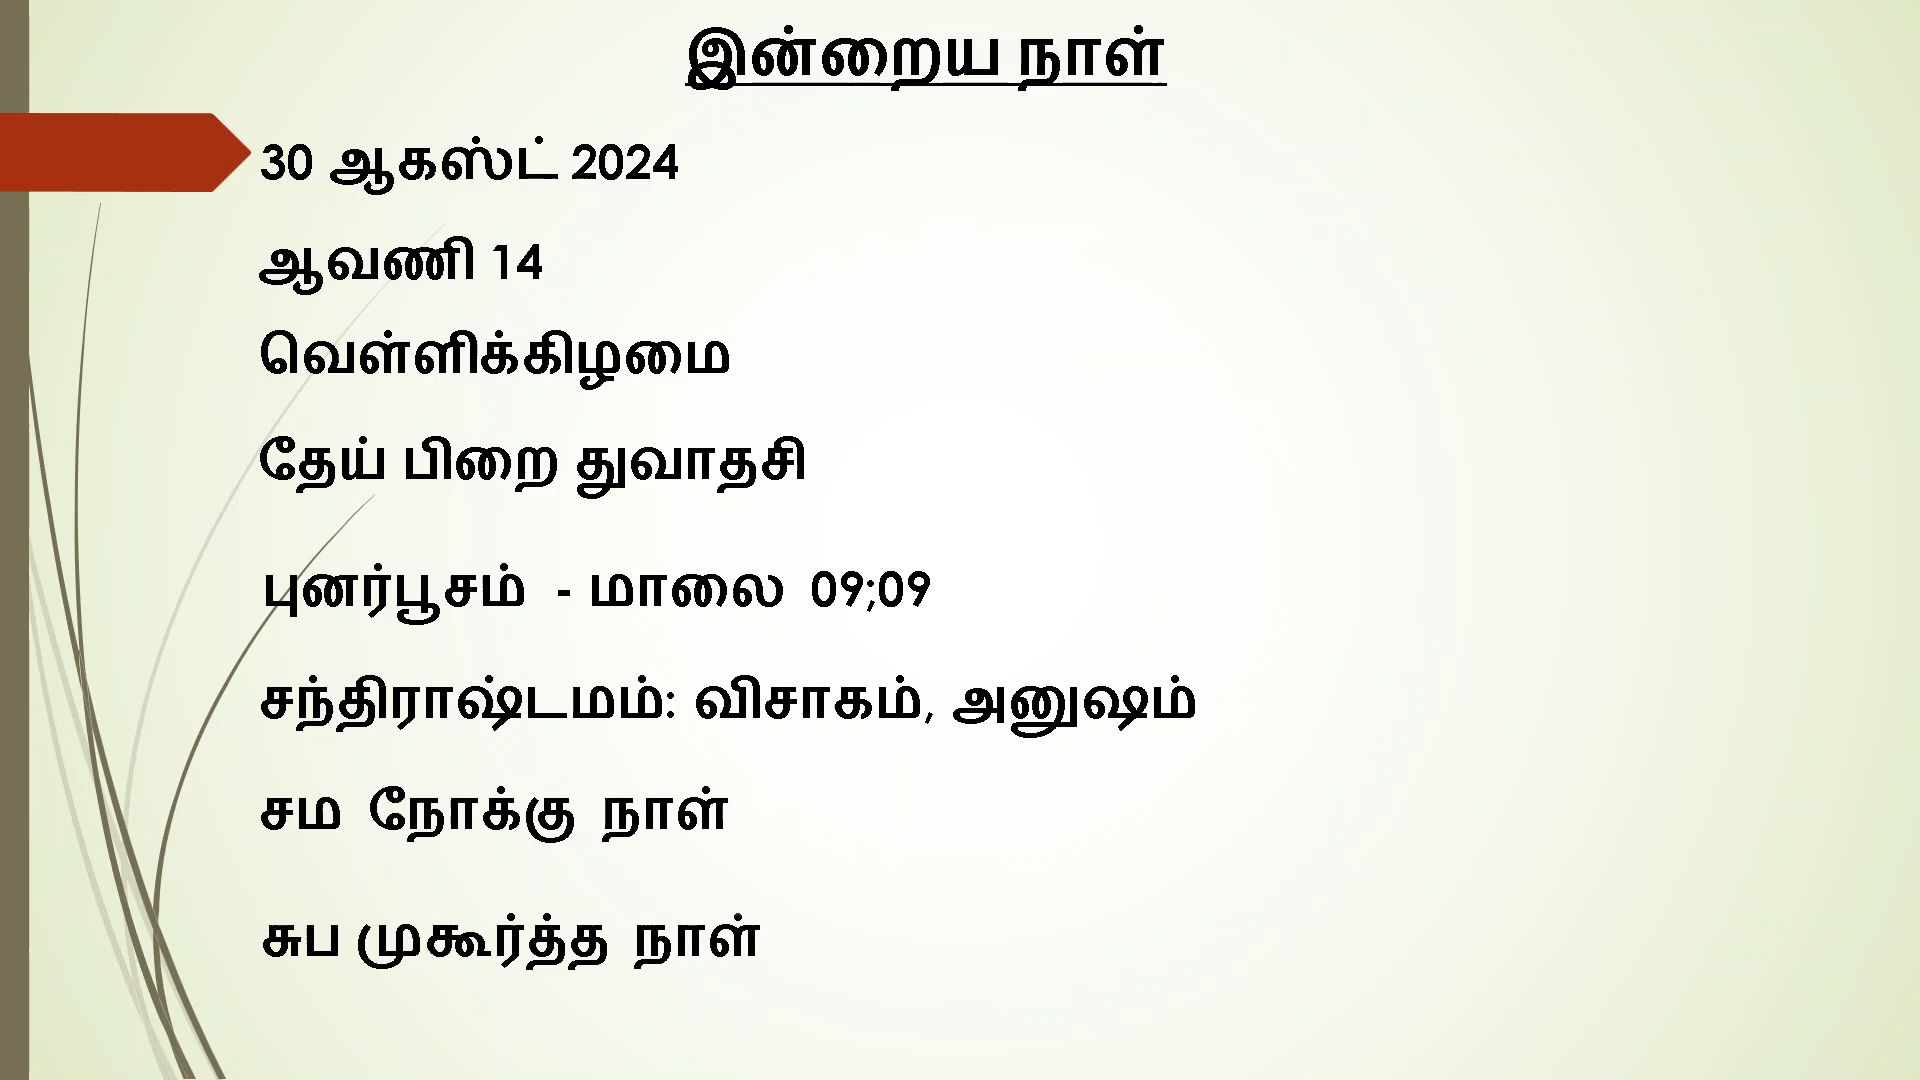 இன்றைய நாள்
30 ஆகஸ்ட் 2024
ஆவணி 14
வெள்ளிக்கிழமை
தேய் பிறை துவாதசி
புனர்பூசம் - மாலை 09;09
சந்திராஷ்டமம்: விசாகம், அனுஷம்
சம நோக்கு நாள்
சுப முகூர்த்த நாள்